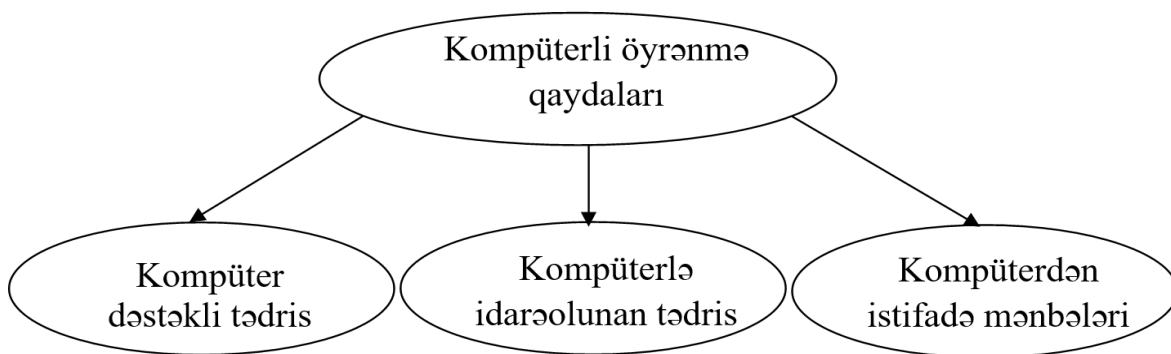 Kompüterli öyrənmə
qaydaları
Kompüter
dəstəkli tədris
Kompüterlə
idarəolunan tədris
Kompüterdən
istifadə mənbələri